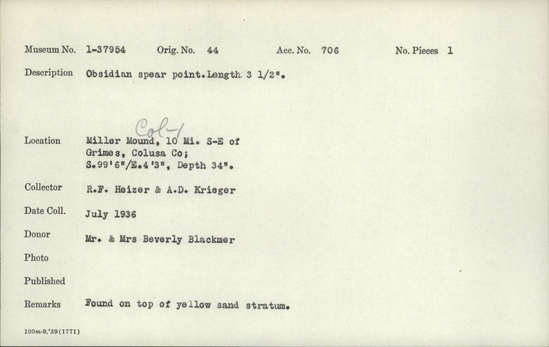 Museum No. 1-37954 Orig. No. 44 Acc. No. 706 No. Pieces 1
Description Obsidian spear point.Length 3 1/2".
Col-1
Location Miller Mound, 10 Mi. S-E of
Grimes, Colusa Co;
S.99'6"/E.4'3", Depth 34".
Collector R.F. Heizer & A.D. Krieger
Date Coll. July 1936
Donor Mr. & Mrs Beverly Blackmer
Photo
Published
Remarks Found on top of yellow sand stratum.
100m-9,'39(1771)